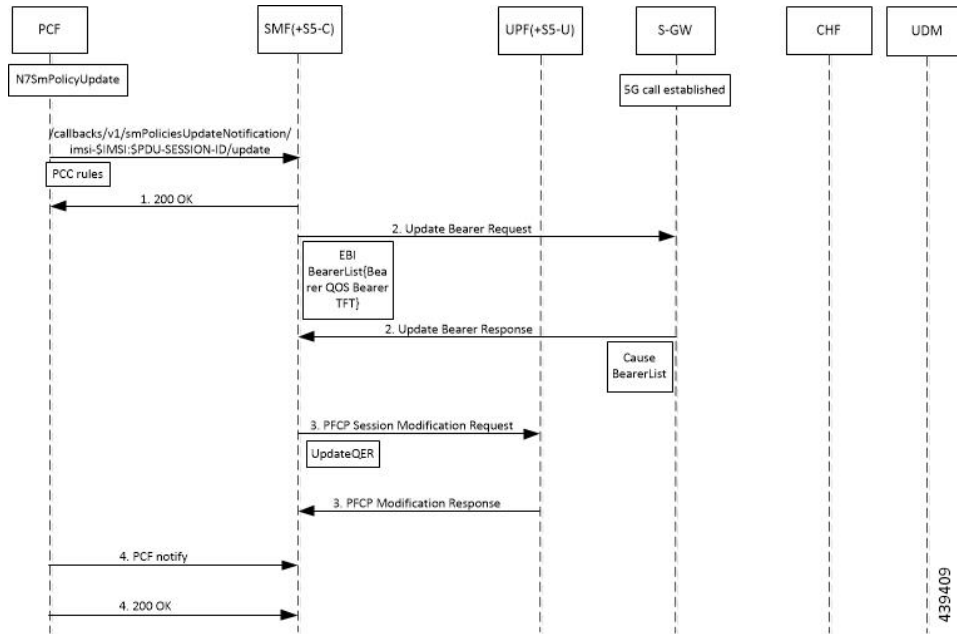 PCF
SMF(+S5-C)
UPF(+S5-U)
S-GW
CHF
UDM
N7SmPolicyUpdate
5G call established
/callbacks/v1/smPoliciesUpdateNotification/
imsi-$IMSI:$PDU-SESSION-ID/update
PCC rules
1. 200 OK
2. Update Bearer Request
EBI
BearerList{Bea
rer QOS Bearer
TFT}
2. Update Bearer Response
Cause
BearerList
3. PFCP Session Modification Request
UpdateQER
3. PFCP Modification Response
4. PCF notify
4. 200 OK
439409